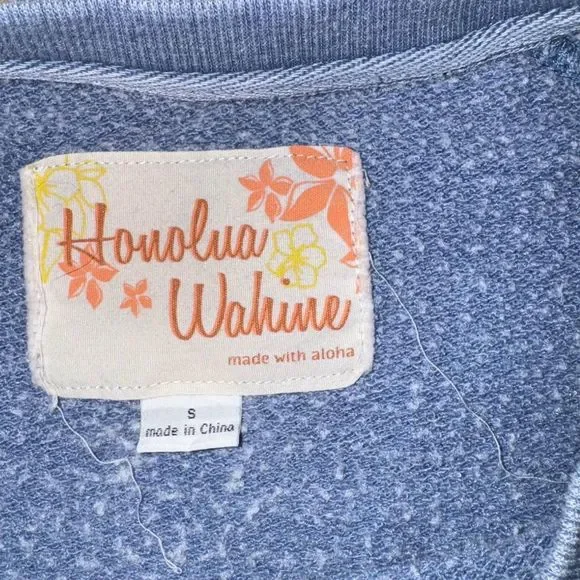 Honolua
Wahine
made with aloha
S
made in China